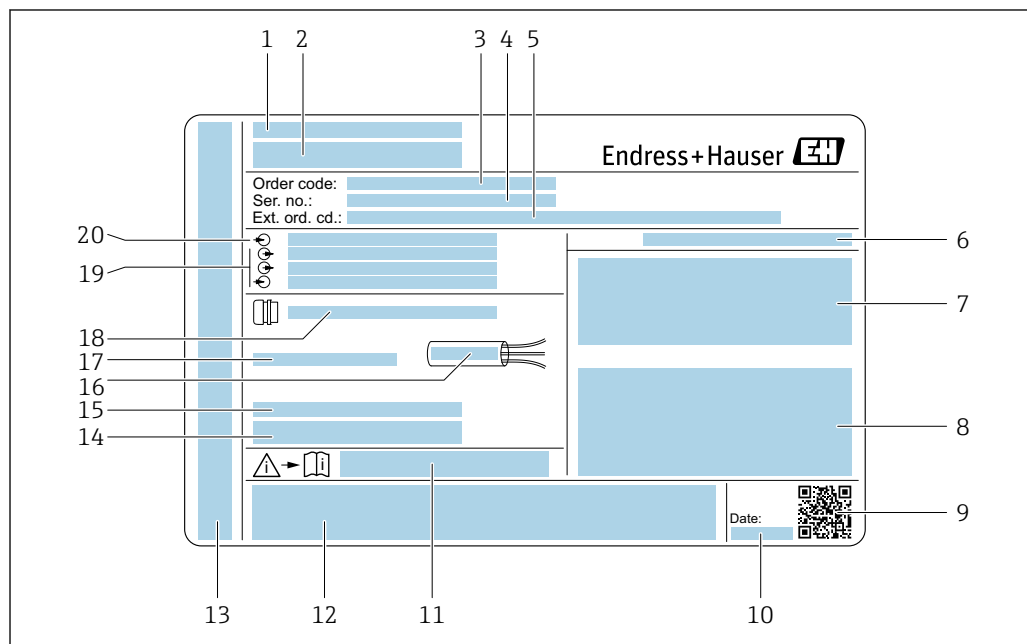 1 2 3 4 5
Endress+Hauser EH
Order code:
Ser. no.:
Ext. ord. cd.:
20
6
19
7
18
17
16
15
14
8
i i
Date:
9
13 12 11 10